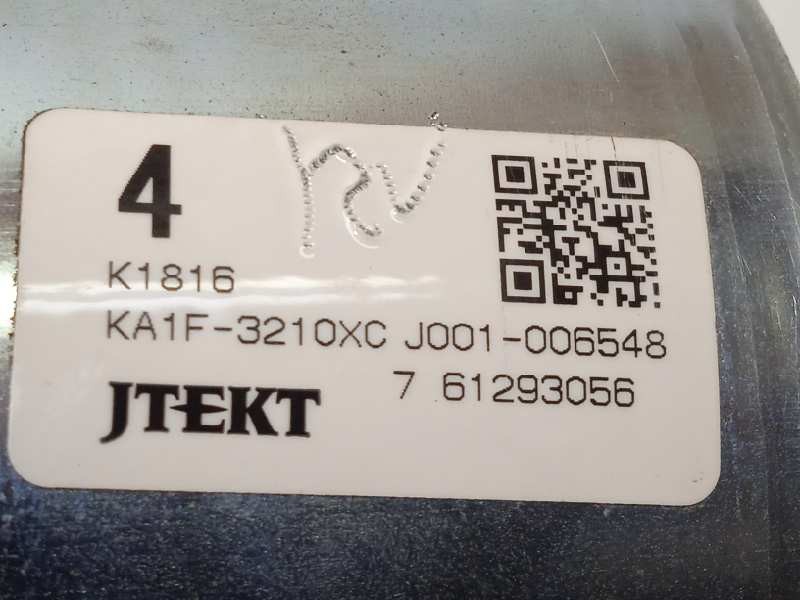 4
K1816
KA1F-3210XC J001-006548
7 61293056
JTEKT